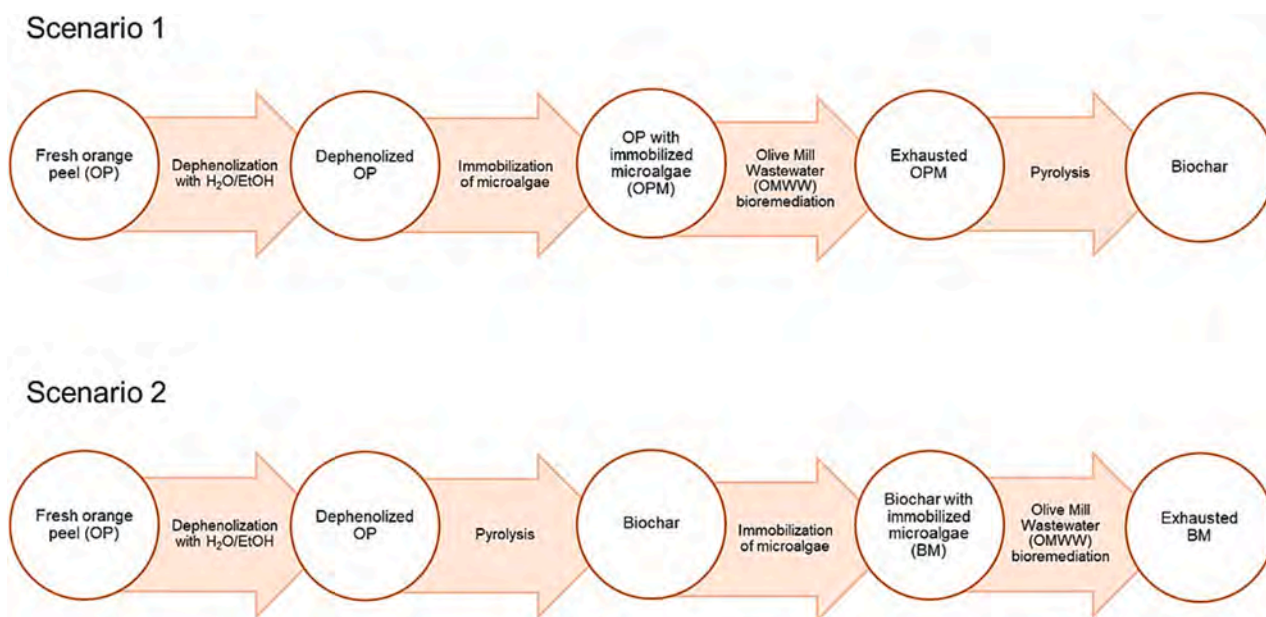 Scenario 1
Fresh orange
peel (OP)
Dephenolization
with H₂O/EtOH
Dephenolized
OP
Immobilization
of microalgae
OP with
immobilized
microalgae
(OPM)
Olive Mill
Wastewater
(OMWW)
bioremediation
Exhausted
OPM
Pyrolysis
Biochar
Scenario 2
Fresh orange
peel (OP)
Dephenolization
with H₂O/EtOH
Dephenolized
OP
Pyrolysis
Biochar
Immobilization
of microalgae
Biochar with
immobilized
microalgae
(BM)
Olive Mill
Wastewater
(OMWW)
bioremediation
Exhausted
BM